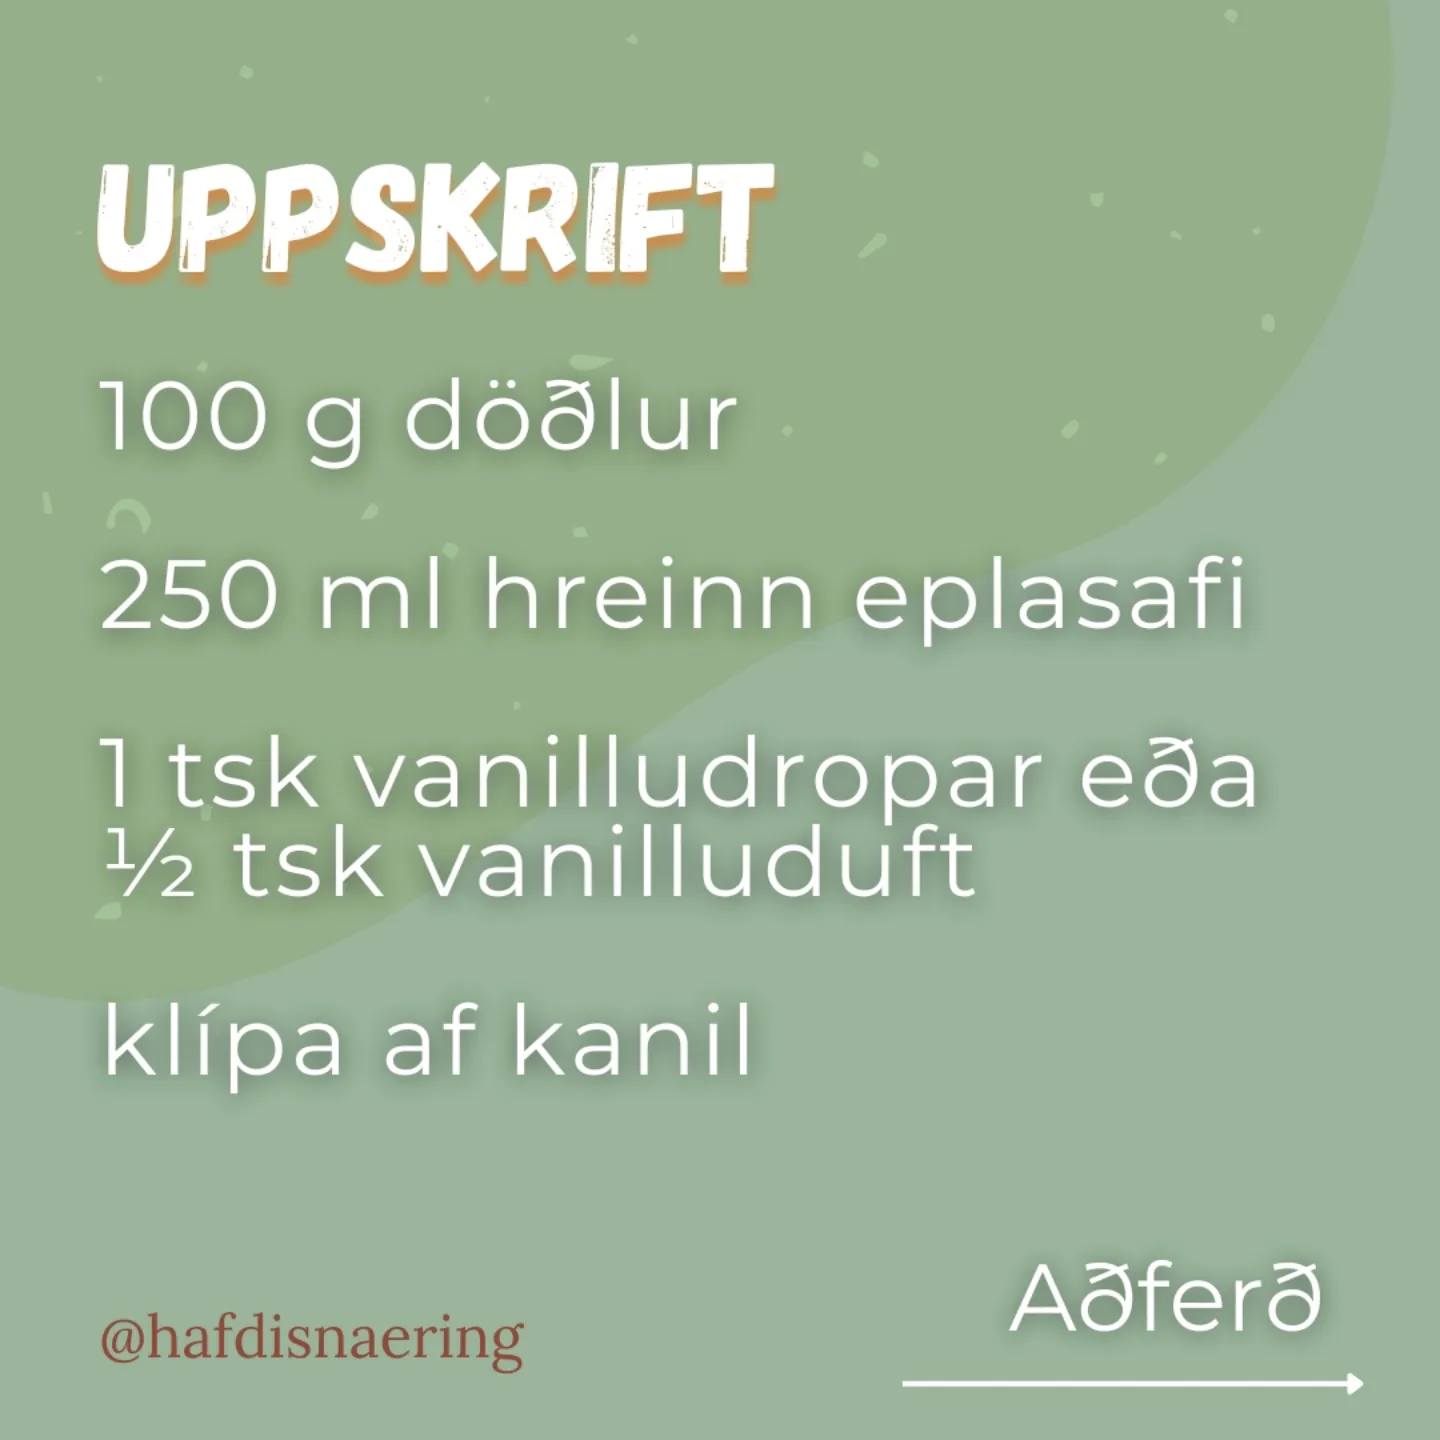 UPPSKRIFT
100 g döðlur
250 ml hreinn eplasafi
1 tsk vanilludropar eða
½ tsk vanilluduft
klípa af kanil
Aðferð
@hafdisnaering